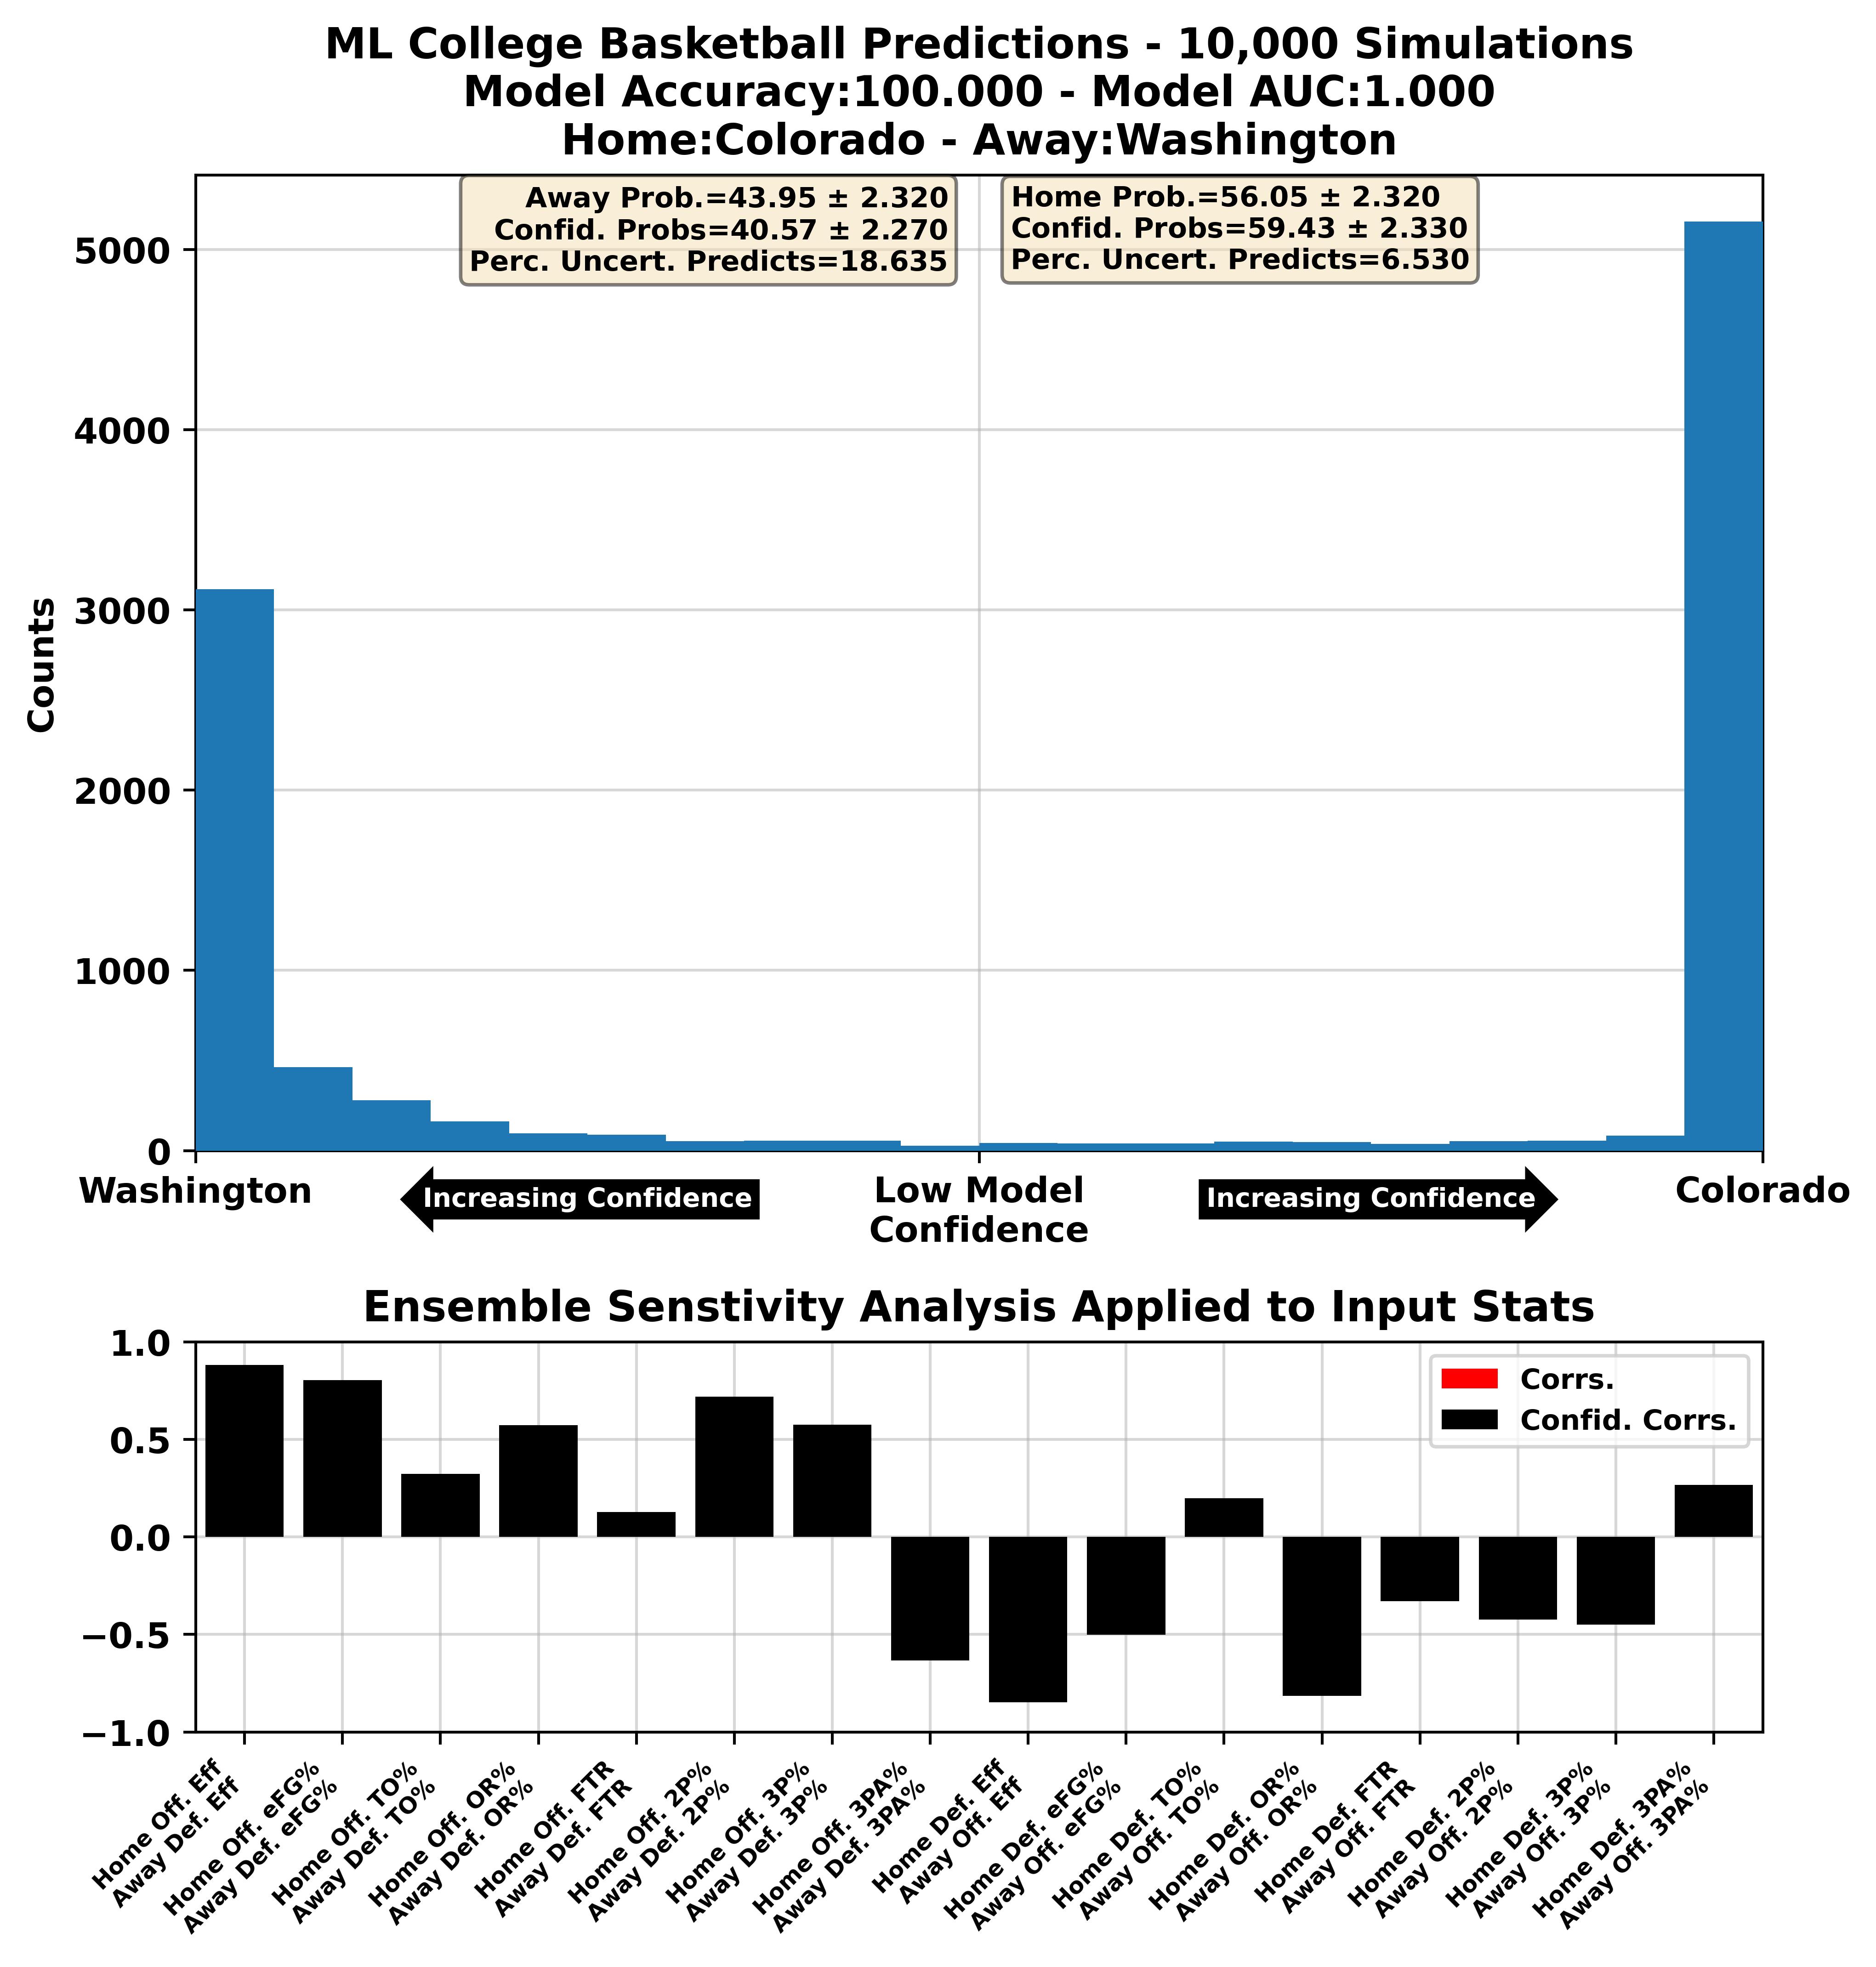 ML College Basketball Predictions - 10,000 Simulations
Model Accuracy:100.000 - Model AUC:1.000
Home:Colorado - Away:Washington
Away Prob.=43.95 ± 2.320
Confid. Probs=40.57 ± 2.270
Perc. Uncert. Predicts=18.635
Home Prob.=56.05 ± 2.320
Confid. Probs=59.43 ± 2.330
Perc. Uncert. Predicts=6.530
5000
4000
3000
2000
1000
0
Counts
Washington
Increasing Confidence
Low Model
Confidence
Increasing Confidence
Colorado
Ensemble Senstivity Analysis Applied to Input Stats
1.0
0.5
0.0
−0.5
−1.0
Corrs.
Confid. Corrs.
Home Off. Eff
Away Def. Eff
Home Off. eFG%
Away Def. eFG%
Home Off. TO%
Away Def. TO%
Home Off. OR%
Away Def. OR%
Home Off. FTR
Away Def. FTR
Home Off. 2P%
Away Def. 2P%
Home Off. 3P%
Away Def. 3P%
Home Off. 3PA%
Away Def. 3PA%
Home Def. Eff
Away Off. Eff
Home Def. eFG%
Away Off. eFG%
Home Def. TO%
Away Off. TO%
Home Def. OR%
Away Off. OR%
Home Def. FTR
Away Off. FTR
Home Def. 2P%
Away Off. 2P%
Home Def. 3P%
Away Off. 3P%
Home Def. 3PA%
Away Off. 3PA%